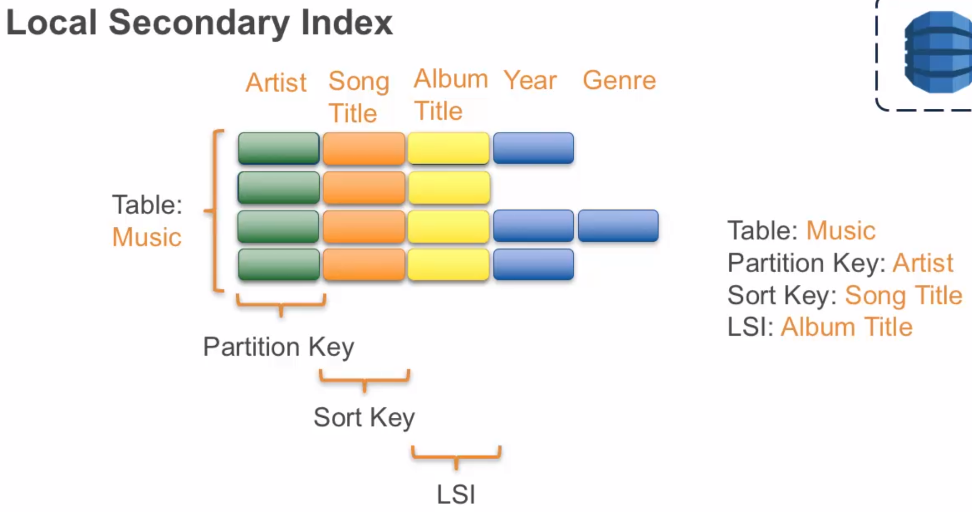 Local Secondary Index
Artist
Song
Title
Album
Title
Year
Genre
Table:
Music
Partition Key
Sort Key
LSI
Table: Music
Partition Key: Artist
Sort Key: Song Title
LSI: Album Title